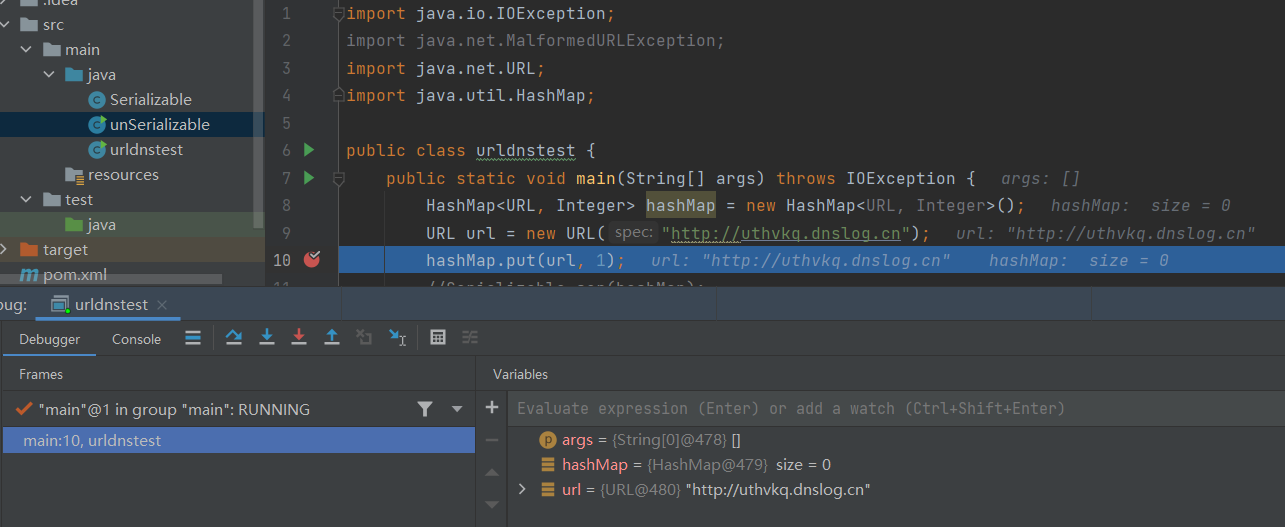 .idea
src
main
java
Serializable
unSerializable
urldnstest
resources
test
java
target
pom.xml
1 import java.io.IOException;
2 import java.net.MalformedURLException;
3 import java.net.URL;
4 import java.util.HashMap;
5
6 public class urldnstest {
7 public static void main(String[] args) throws IOException { args: []
8 HashMap<URL, Integer> hashMap = new HashMap<URL, Integer>(); hashMap: size = 0
9 URL url = new URL( spec: "http://uthvkq.dnslog.cn"); url: "http://uthvkq.dnslog.cn"
10 hashMap.put(url, 1); url: "http://uthvkq.dnslog.cn" hashMap: size = 0
urldnstest
Debugger Console
Frames
"main"@1 in group "main": RUNNING
main:10, urldnstest
Variables
Evaluate expression (Enter) or add a watch (Ctrl+Shift+Enter)
args = {String[0]@478} []
hashMap = {HashMap@479} size = 0
url = {URL@480} "http://uthvkq.dnslog.cn"